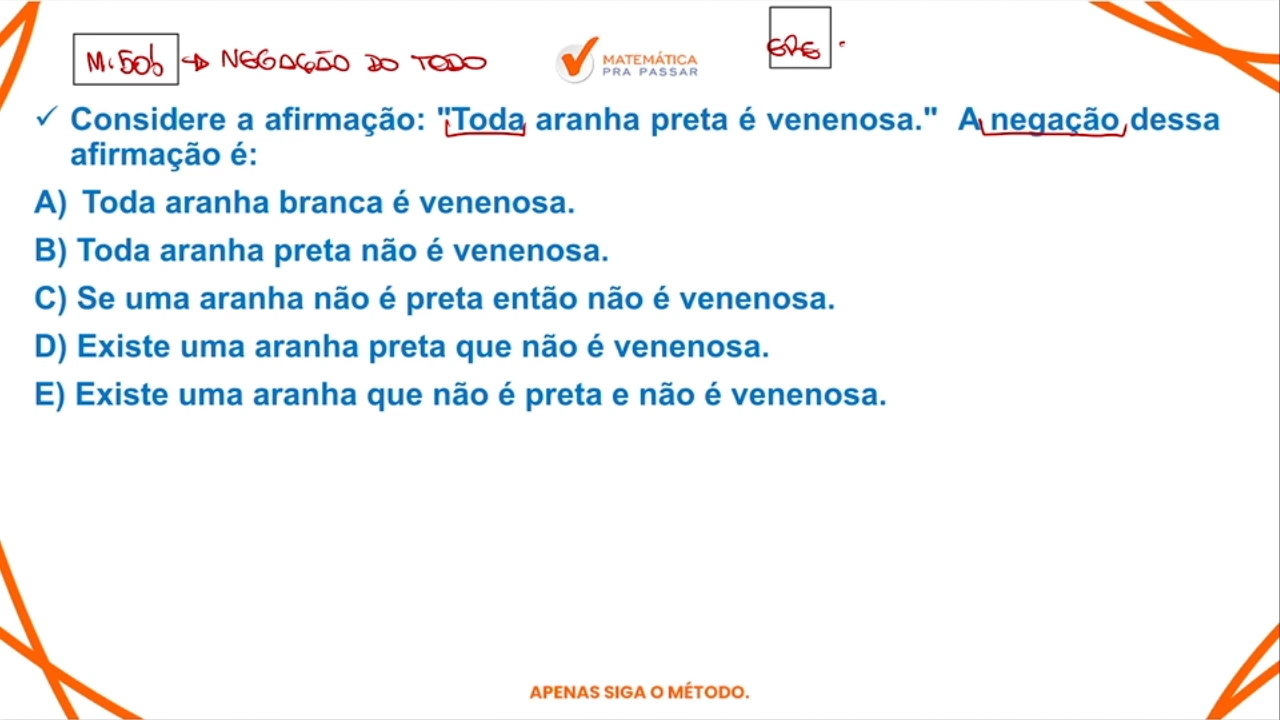 M. SOb → NEGAÇÃO DO TODO
MATEMÁTICA
PRA PASSAR
✓ Considere a afirmação: "Toda aranha preta é venenosa." A negação dessa
afirmação é:
A) Toda aranha branca é venenosa.
B) Toda aranha preta não é venenosa.
C) Se uma aranha não é preta então não é venenosa.
D) Existe uma aranha preta que não é venenosa.
E) Existe uma aranha que não é preta e não é venenosa.
APENAS SIGA O MÉTODO.